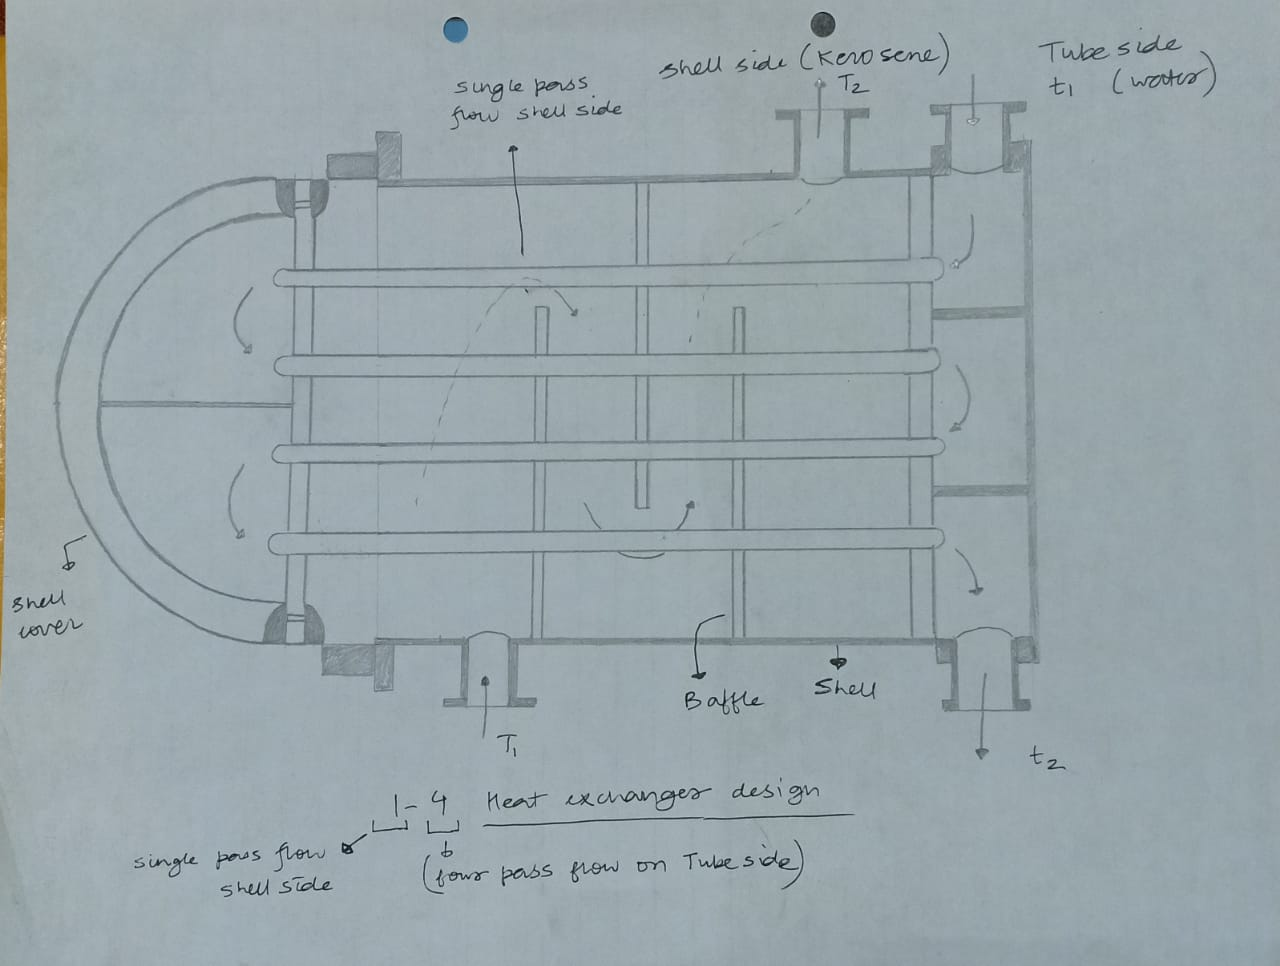 shell side (Kerosene)
T2
Tube side
t1 (water)
single pass
flow shell side
shell
cover
Baffle
Shell
T1
t2
1-4 Heat exchanger design
single pass flow
shell side
(four pass flow on Tube side)